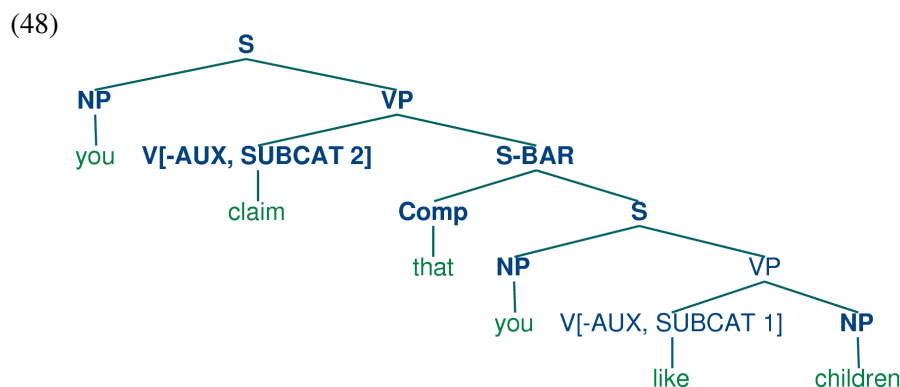 (48)
S
NP VP
you V[-AUX, SUBCAT 2] S-BAR
claim Comp S
that NP VP
you V[-AUX, SUBCAT 1] NP
like children